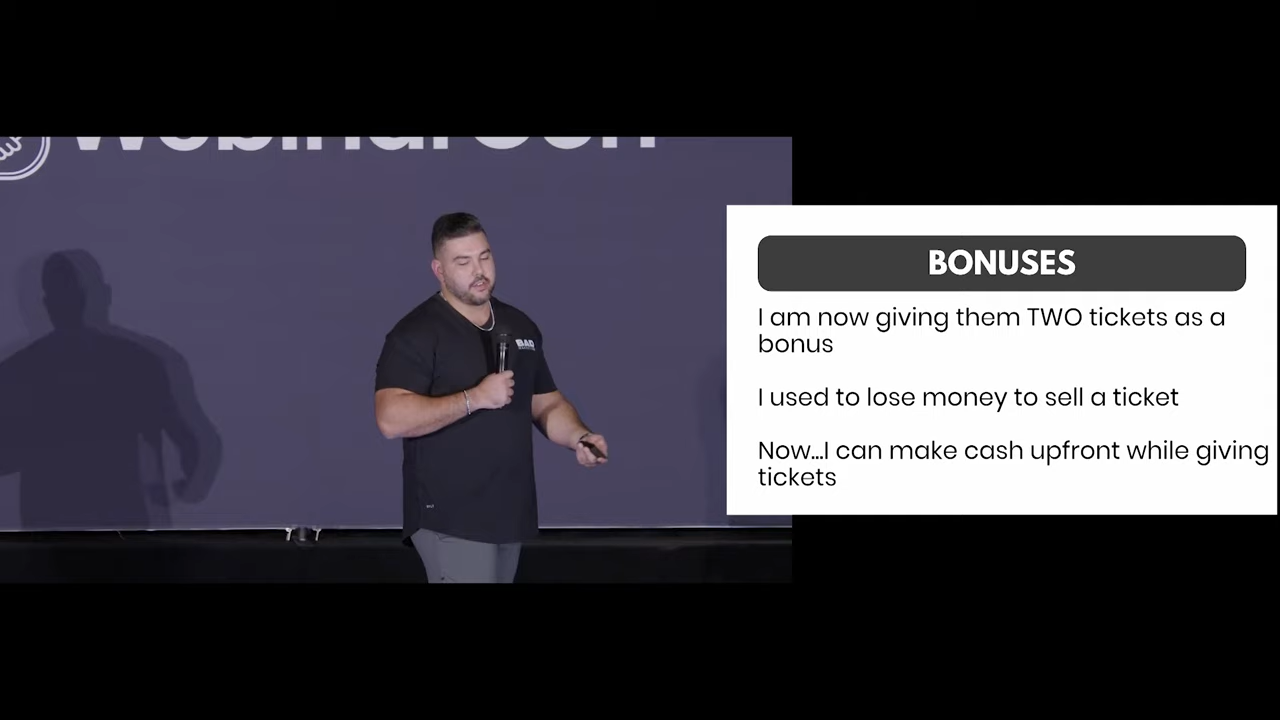 BAD
BONUSES
I am now giving them TWO tickets as a
bonus
I used to lose money to sell a ticket
Now...I can make cash upfront while giving
tickets